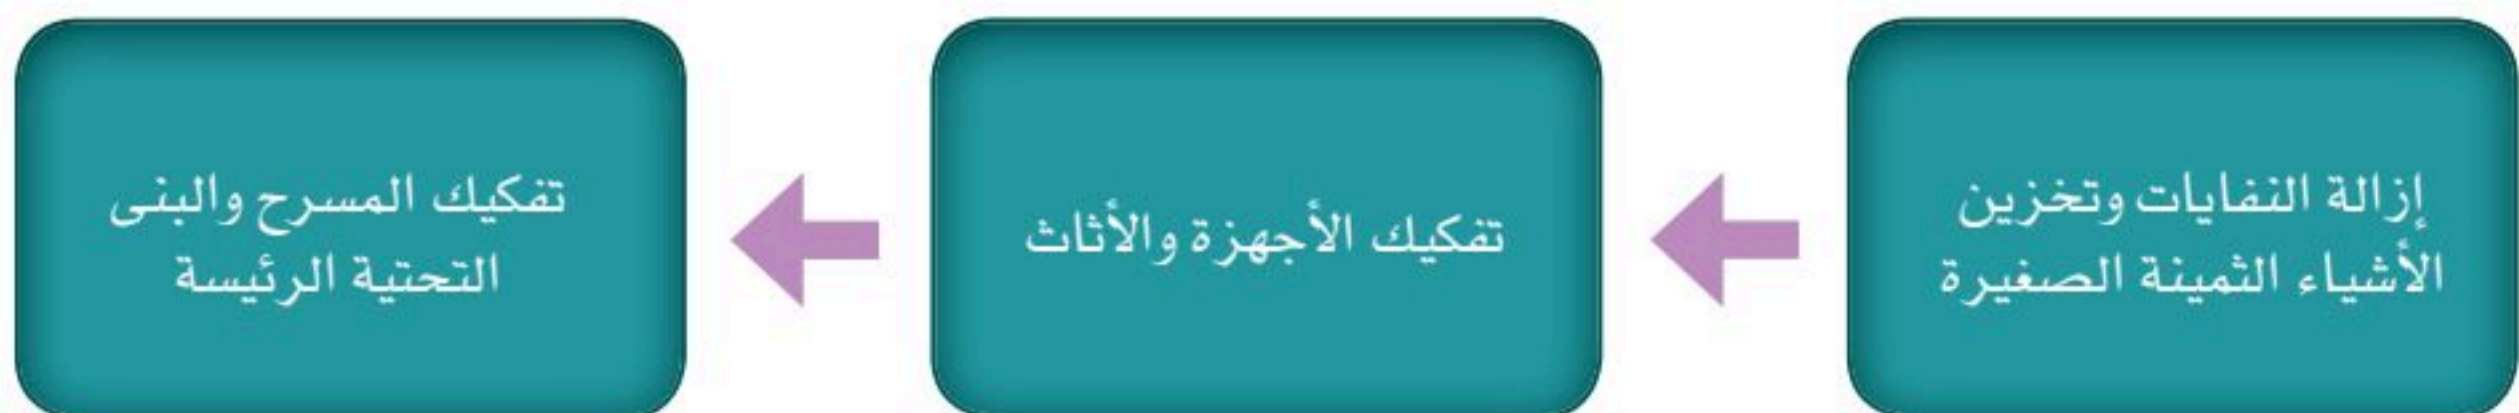 إزالة النفايات وتخزين
الأشياء الثمينة الصغيرة
تفكيك الأجهزة والأثاث
تفكيك المسرح والبنى
التحتية الرئيسة